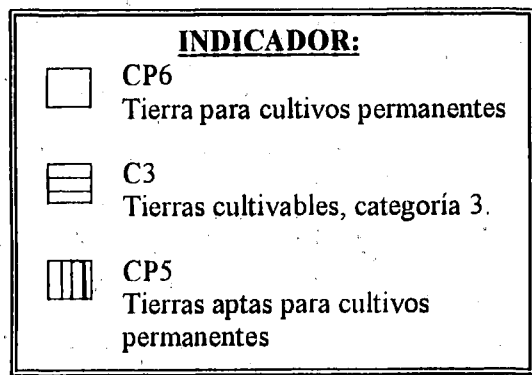 INDICADOR:
CP6
Tierra para cultivos permanentes
C3
Tierras cultivables, categoría 3.
CP5
Tierras aptas para cultivos
permanentes